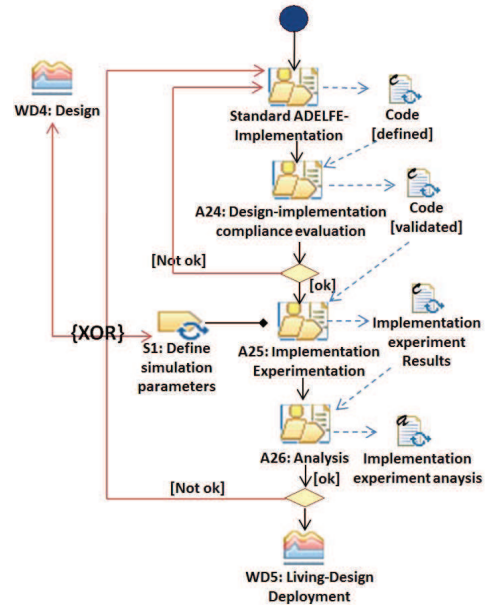 WD4: Design
Standard ADELFE-
Implementation
Code
[defined]
A24: Design-implementation
compliance evaluation
Code
[validated]
[Not ok]
[ok]
{XOR}
S1: Define
simulation
parameters
A25: Implementation
Experimentation
Implementation
experiment
Results
A26: Analysis
Implementation
experiment anaysis
[Not ok]
[ok]
WD5: Living-Design
Deployment